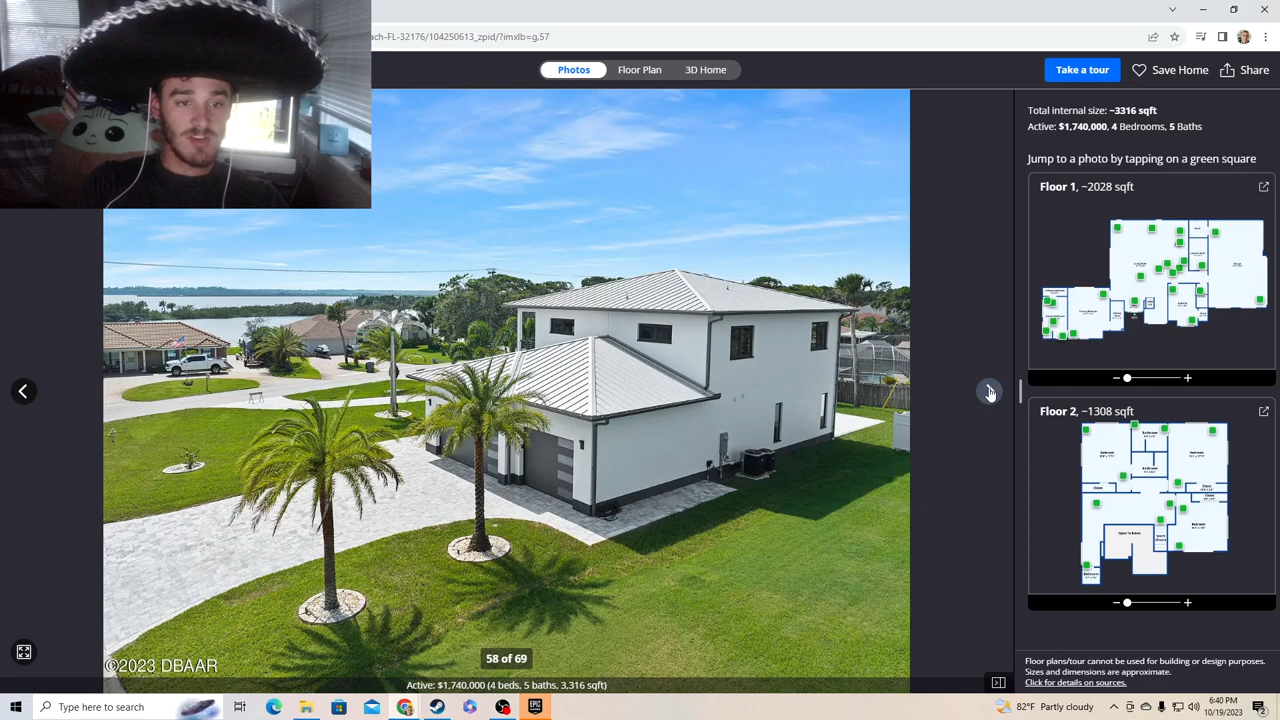 ach-FL-32176/104250613_zpid/?imxlb=g.57
Photos
Floor Plan
3D Home
Take a tour
Save Home
Share
Total internal size: ~3316 sqft
Active: $1,740,000, 4 Bedrooms, 5 Baths
Jump to a photo by tapping on a green square
Floor 1, ~2028 sqft
Floor 2, ~1308 sqft
©2023 DBAAR
58 of 69
Active: $1,740,000 (4 beds, 5 baths, 3,316 sqft)
Floor plans/tour cannot be used for building or design purposes.
Sizes and dimensions are approximate.
Click for details on sources.
Type here to search
EPIC
82°F Partly cloudy
6:40 PM
10/19/2023
2